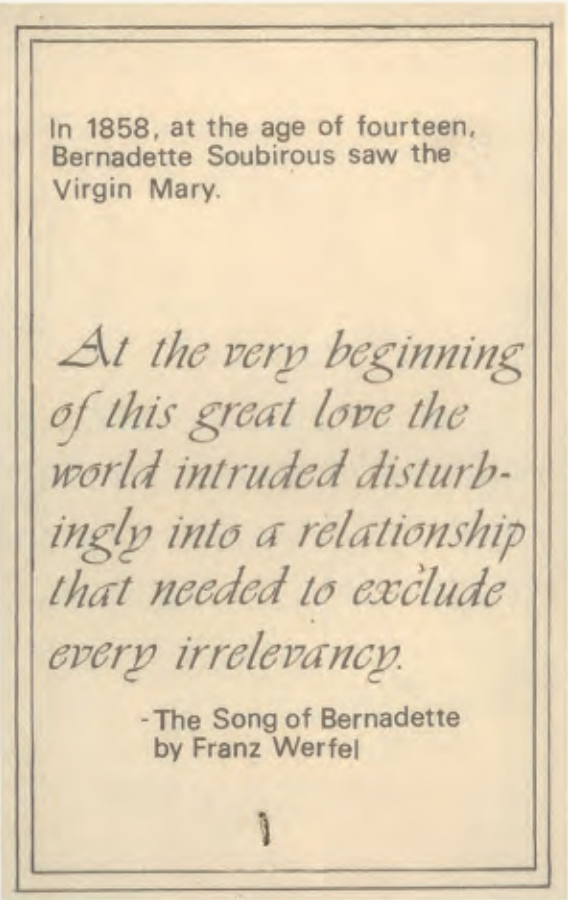 In 1858, at the age of fourteen,
Bernadette Soubirous saw the
Virgin Mary.
At the very beginning
of this great love the
world intruded disturb-
ingly into a relationship
that needed to exclude
every irrelevancy.
-The Song of Bernadette
by Franz Werfel